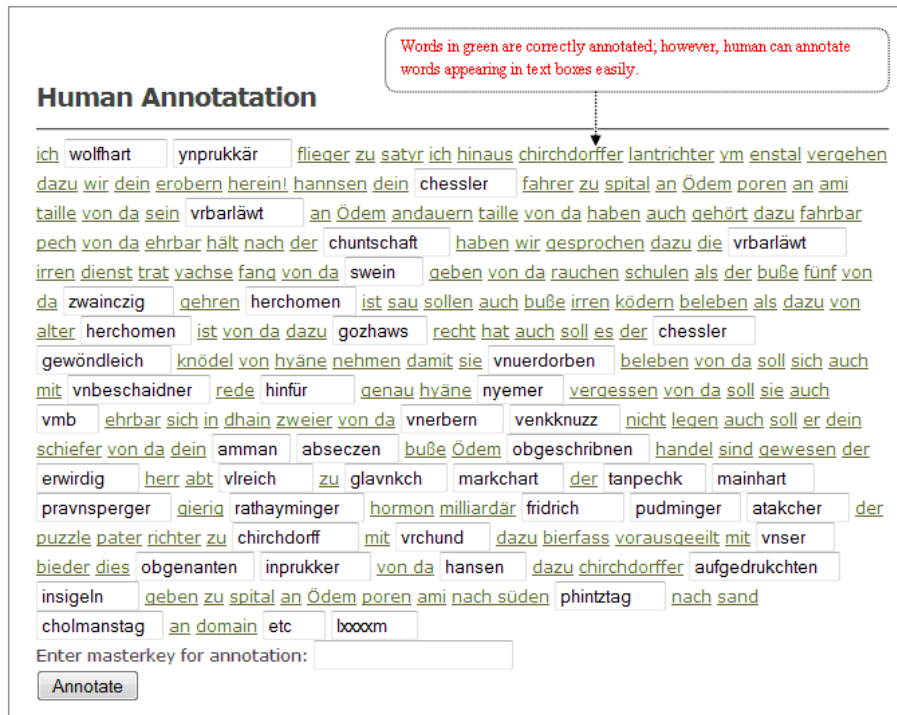 Words in green are correctly annotated; however, human can annotate
words appearing in text boxes easily.
Human Annotatation
ich wolfhart ynprukkär flieger zu satyr ich hinaus chirchdorffer lantrichter ym enstal vergehen
dazu wir dein erobern herein! hannsen dein chessler fahrer zu spital an Ödem poren an ami
taille von da sein vrbarläwt an Ödem andauern taille von da haben auch gehört dazu fahrbar
pech von da ehrbar hält nach der chuntschaft haben wir gesprochen dazu die vrbarläwt
irren dienst trat vachse fang von da swein geben von da rauchen schulen als der buße fünf von
da zwainczig gehren herchomen ist sau sollen auch buße irren ködern beleben als dazu von
alter herchomen ist von da dazu gozhaws recht hat auch soll es der chessler
gewöndleich knödel von hyäne nehmen damit sie vnuerdorben beleben von da soll sich auch
mit vnbeschaidner rede hinfür genau hyäne nyemer vergessen von da soll sie auch
vmb ehrbar sich in dhain zweier von da vnerbern venkknuzz nicht legen auch soll er dein
schiefer von da dein amman abseczen buße Ödem obgeschribnen handel sind gewesen der
erwirdig herr abt vlreich zu glavnkch markchart der tanpechk mainhart
pravnsperger gierig rathayminger hormon milliardär fridrich pudminger atakcher der
puzzle pater richter zu chirchdorff mit vrchund dazu bierfass vorausgeeilt mit vnser
bieder dies obgenanten inprukker von da hansen dazu chirchdorffer aufgedrukchten
insigeln geben zu spital an Ödem poren ami nach süden phintztag nach sand
cholmanstag an domain etc lxxxxm
Enter masterkey for annotation:
Annotate